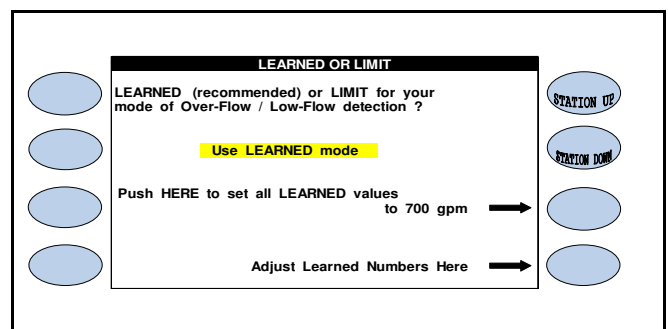 LEARNED OR LIMIT
LEARNED (recommended) or LIMIT for your
mode of Over-Flow / Low-Flow detection ?
STATION UP
Use LEARNED mode
STATION DOWN
Push HERE to set all LEARNED values
to 700 gpm
Adjust Learned Numbers Here